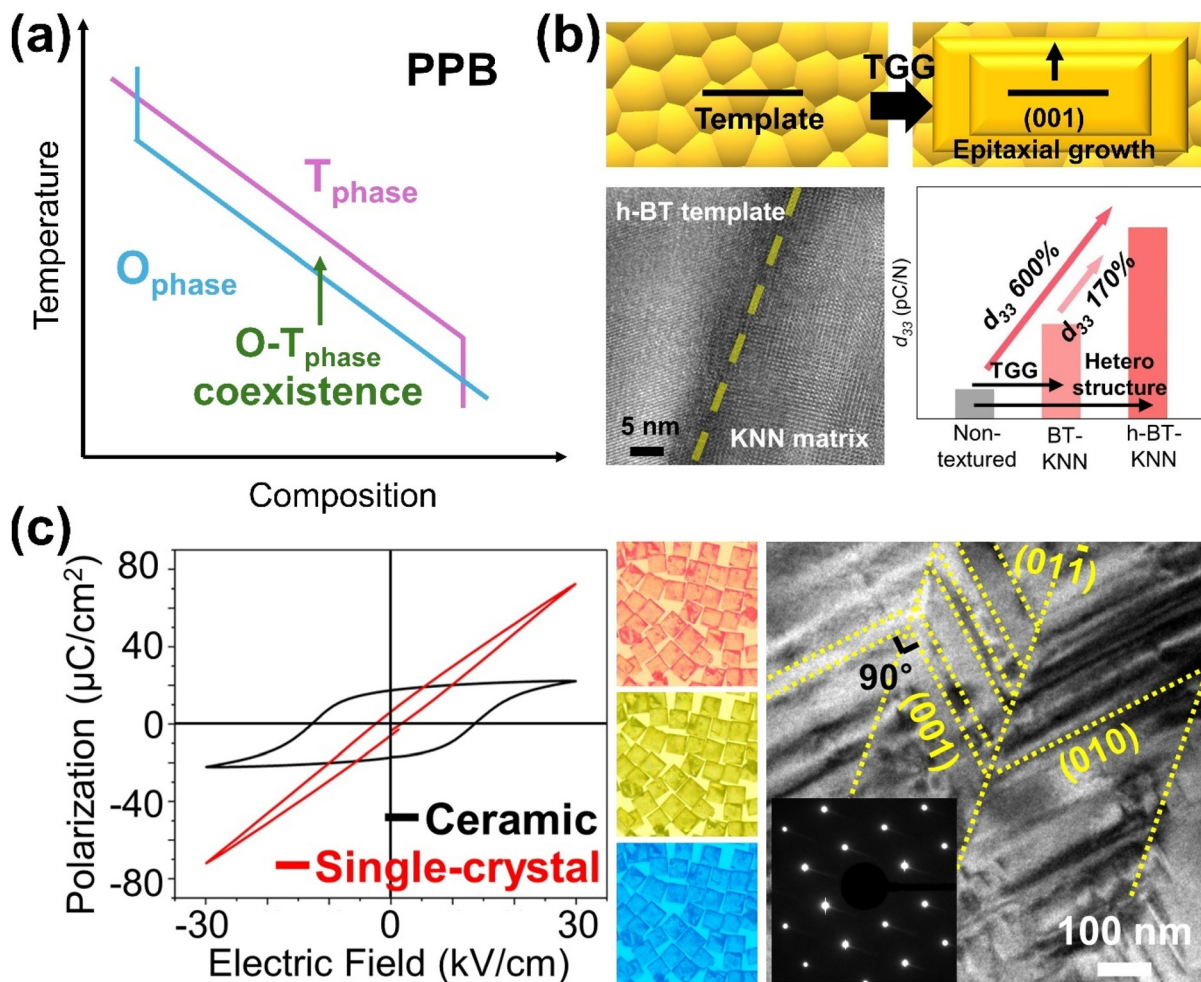 (a)
PPB
Temperature
T phase
O phase
O-T phase
coexistence
Composition
(b)
Template
TGG
(001)
Epitaxial growth
h-BT template
KNN matrix
5 nm
d33 (pC/N)
d33 600%
d33 170%
TGG
Hetero
structure
Non-
textured
BT-
KNN
h-BT-
KNN
(c)
Polarization (µC/cm²)
80
40
0
-40
-80
Ceramic
Single-crystal
-30
0
30
Electric Field (kV/cm)
(011̄)
90°
(001)
(010)
100 nm